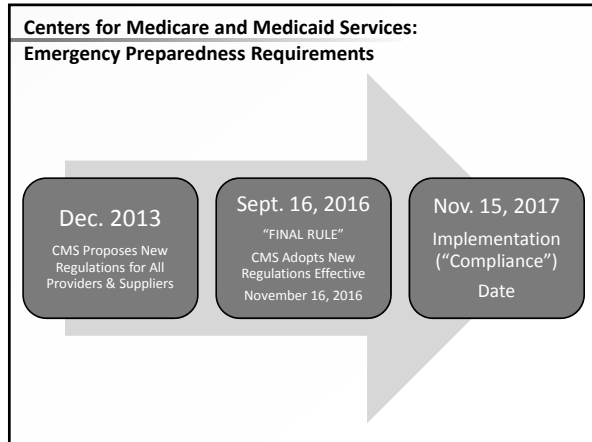 Centers for Medicare and Medicaid Services:
Emergency Preparedness Requirements
Dec. 2013
CMS Proposes New
Regulations for All
Providers & Suppliers
Sept. 16, 2016
“FINAL RULE”
CMS Adopts New
Regulations Effective
November 16, 2016
Nov. 15, 2017
Implementation
(“Compliance”)
Date